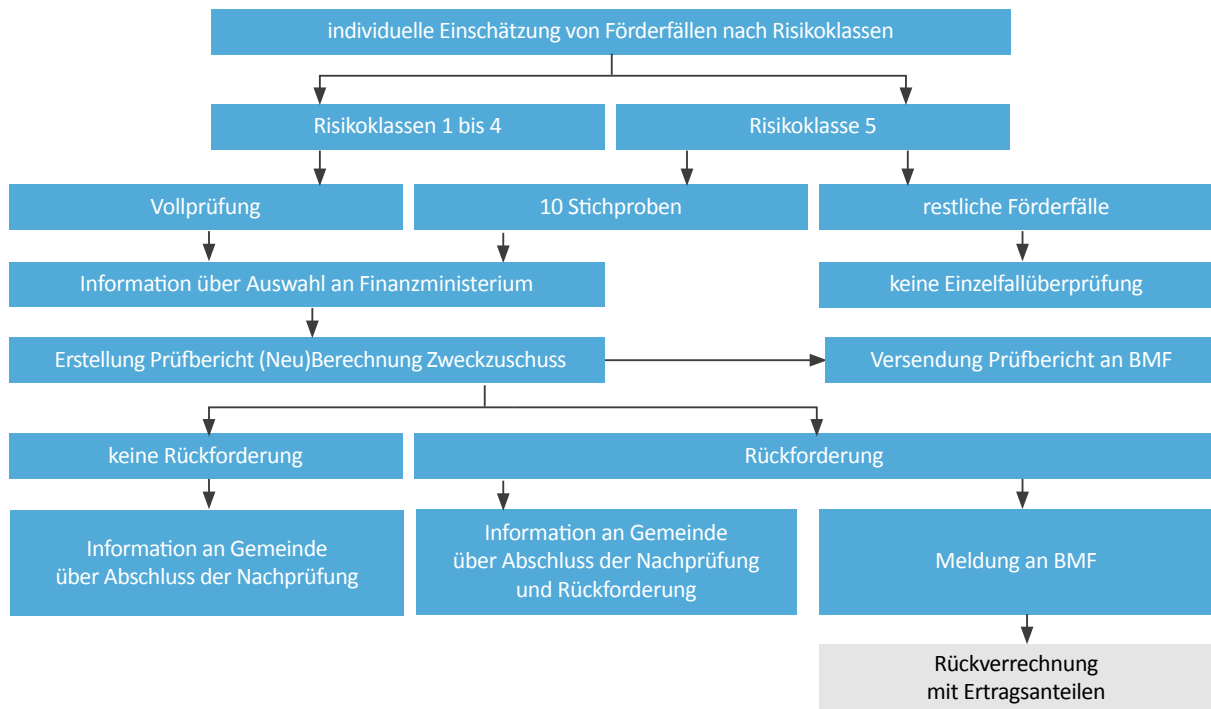 individuelle Einschätzung von Förderfällen nach Risikoklassen
Risikoklassen 1 bis 4
Risikoklasse 5
Vollprüfung
10 Stichproben
restliche Förderfälle
Information über Auswahl an Finanzministerium
keine Einzelfallüberprüfung
Erstellung Prüfbericht (Neu)Berechnung Zweckzuschuss
Versendung Prüfbericht an BMF
keine Rückforderung
Rückforderung
Information an Gemeinde
über Abschluss der Nachprüfung
Information an Gemeinde
über Abschluss der Nachprüfung
und Rückforderung
Meldung an BMF
Rückverrechnung
mit Ertragsanteilen